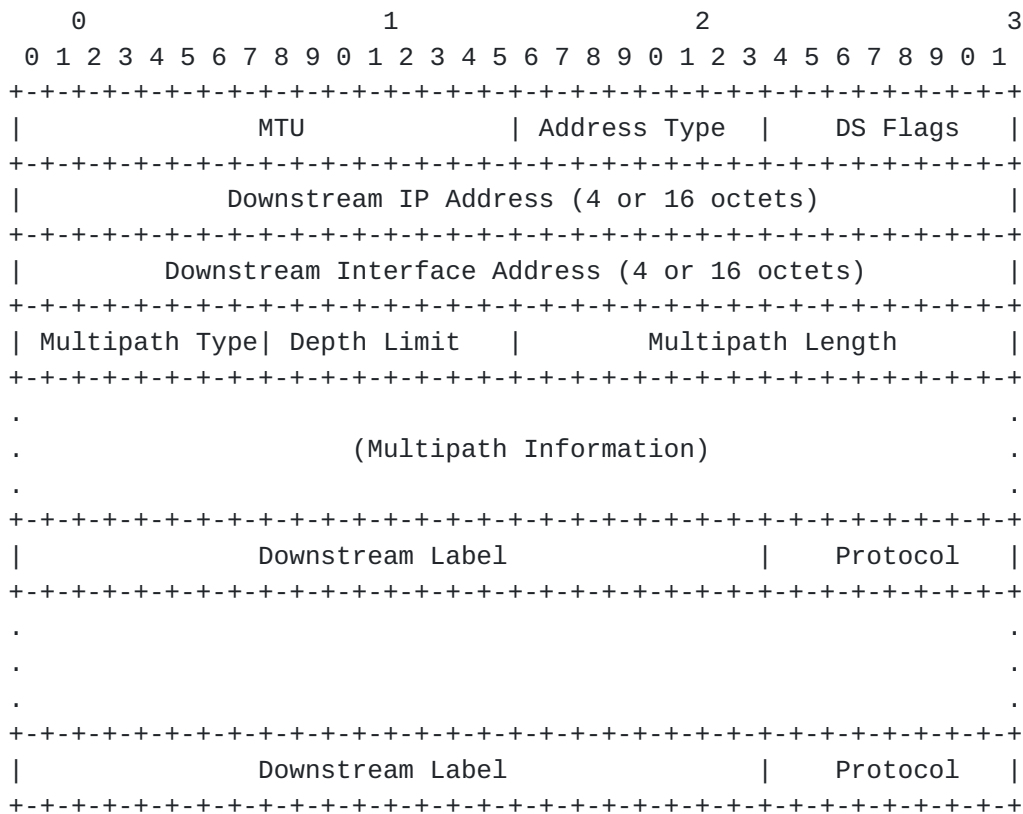 0                   1                   2                   3
 0 1 2 3 4 5 6 7 8 9 0 1 2 3 4 5 6 7 8 9 0 1 2 3 4 5 6 7 8 9 0 1
+-+-+-+-+-+-+-+-+-+-+-+-+-+-+-+-+-+-+-+-+-+-+-+-+-+-+-+-+-+-+-+-+
|               MTU             | Address Type  |    DS Flags   |
+-+-+-+-+-+-+-+-+-+-+-+-+-+-+-+-+-+-+-+-+-+-+-+-+-+-+-+-+-+-+-+-+
|             Downstream IP Address (4 or 16 octets)            |
+-+-+-+-+-+-+-+-+-+-+-+-+-+-+-+-+-+-+-+-+-+-+-+-+-+-+-+-+-+-+-+-+
|         Downstream Interface Address (4 or 16 octets)         |
+-+-+-+-+-+-+-+-+-+-+-+-+-+-+-+-+-+-+-+-+-+-+-+-+-+-+-+-+-+-+-+-+
| Multipath Type| Depth Limit   |        Multipath Length       |
+-+-+-+-+-+-+-+-+-+-+-+-+-+-+-+-+-+-+-+-+-+-+-+-+-+-+-+-+-+-+-+-+
.                                                               .
.                     (Multipath Information)                   .
.                                                               .
+-+-+-+-+-+-+-+-+-+-+-+-+-+-+-+-+-+-+-+-+-+-+-+-+-+-+-+-+-+-+-+-+
|               Downstream Label                |    Protocol   |
+-+-+-+-+-+-+-+-+-+-+-+-+-+-+-+-+-+-+-+-+-+-+-+-+-+-+-+-+-+-+-+-+
.                                                               .
.                                                               .
.                                                               .
+-+-+-+-+-+-+-+-+-+-+-+-+-+-+-+-+-+-+-+-+-+-+-+-+-+-+-+-+-+-+-+-+
|               Downstream Label                |    Protocol   |
+-+-+-+-+-+-+-+-+-+-+-+-+-+-+-+-+-+-+-+-+-+-+-+-+-+-+-+-+-+-+-+-+